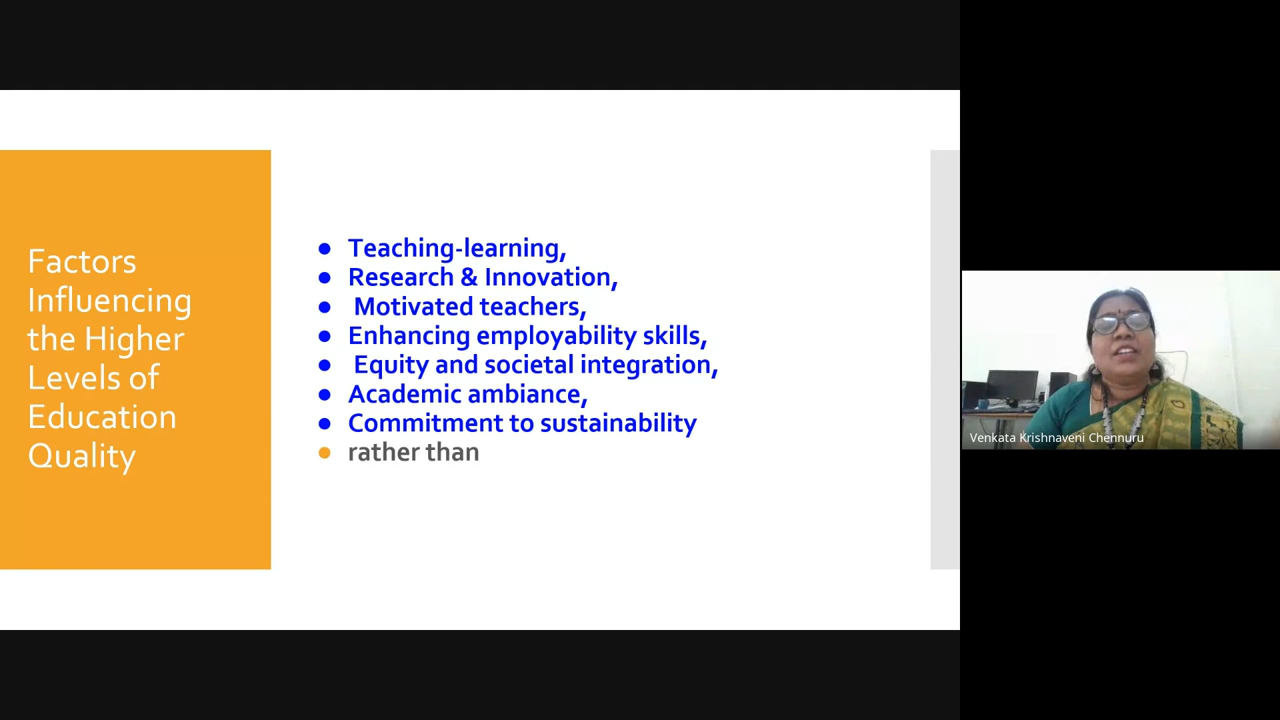 Factors
Influencing
the Higher
Levels of
Education
Quality
● Teaching-learning,
● Research & Innovation,
● Motivated teachers,
● Enhancing employability skills,
● Equity and societal integration,
● Academic ambiance,
● Commitment to sustainability
● rather than
Venkata Krishnaveni Chennuru